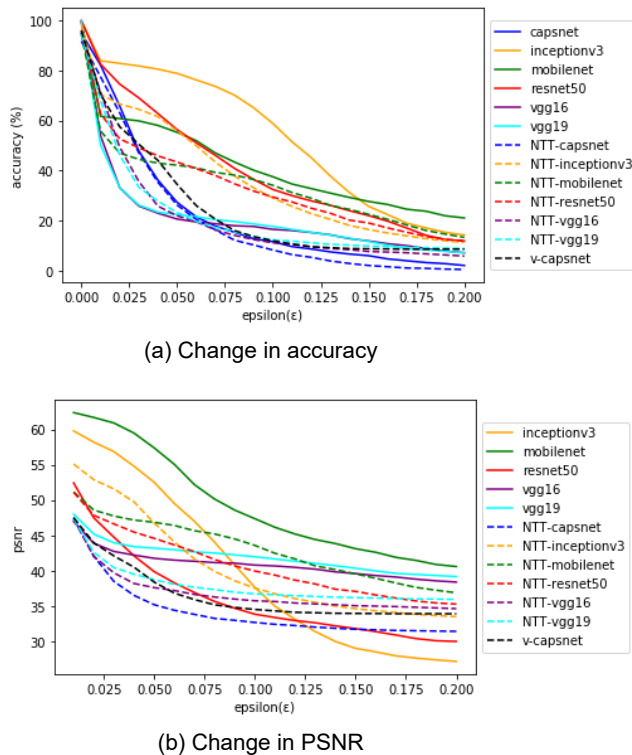 100
80
60
40
20
0
accuracy (%)
0.000 0.025 0.050 0.075 0.100 0.125 0.150 0.175 0.200
epsilon(ε)
capsnet
inceptionv3
mobilenet
resnet50
vgg16
vgg19
NTT-capsnet
NTT-inceptionv3
NTT-mobilenet
NTT-resnet50
NTT-vgg16
NTT-vgg19
v-capsnet
(a) Change in accuracy
60
55
50
45
40
35
30
psnr
0.025 0.050 0.075 0.100 0.125 0.150 0.175 0.200
epsilon(ε)
inceptionv3
mobilenet
resnet50
vgg16
vgg19
NTT-capsnet
NTT-inceptionv3
NTT-mobilenet
NTT-resnet50
NTT-vgg16
NTT-vgg19
v-capsnet
(b) Change in PSNR